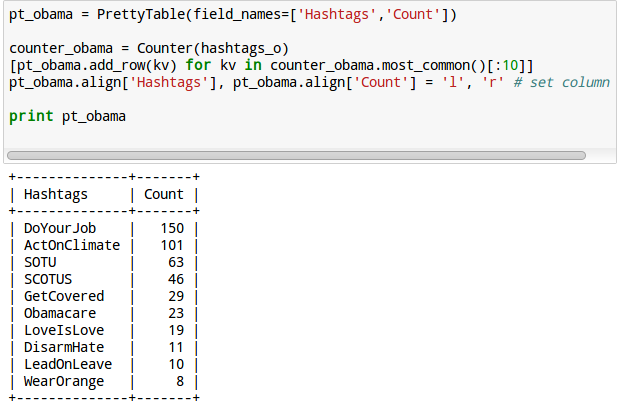 pt_obama = PrettyTable(field_names=['Hashtags','Count'])
counter_obama = Counter(hashtags_o)
[pt_obama.add_row(kv) for kv in counter_obama.most_common()[:10]]
pt_obama.align['Hashtags'], pt_obama.align['Count'] = 'l', 'r' # set column
print pt_obama
+--------------+-------+
| Hashtags     | Count |
+--------------+-------+
| DoYourJob    |   150 |
| ActOnClimate |   101 |
| SOTU         |    63 |
| SCOTUS       |    46 |
| GetCovered   |    29 |
| Obamacare    |    23 |
| LoveIsLove   |    19 |
| DisarmHate   |    11 |
| LeadOnLeave  |    10 |
| WearOrange   |     8 |
+--------------+-------+